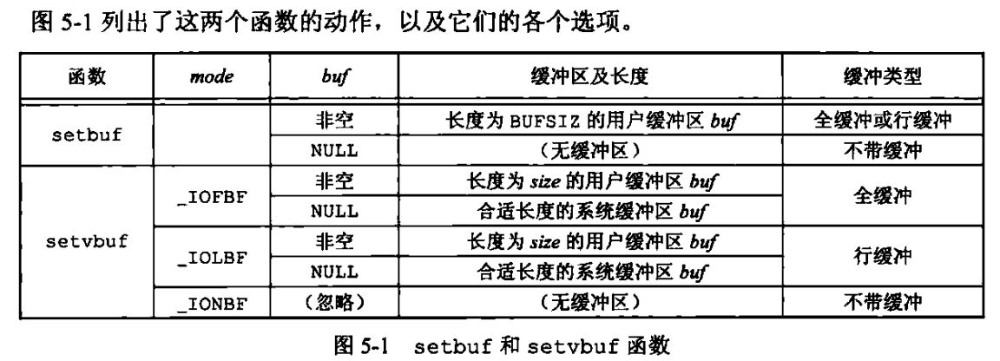 图 5-1 列出了这两个函数的动作，以及它们的各个选项。
函数 mode buf 缓冲区及长度 缓冲类型
setbuf 非空 长度为 BUFSIZ 的用户缓冲区 buf 全缓冲或行缓冲
NULL （无缓冲区） 不带缓冲
setvbuf _IOFBF 非空 长度为 size 的用户缓冲区 buf 全缓冲
NULL 合适长度的系统缓冲区 buf
_IOLBF 非空 长度为 size 的用户缓冲区 buf 行缓冲
NULL 合适长度的系统缓冲区 buf
_IONBF （忽略） （无缓冲区） 不带缓冲
图 5-1 setbuf 和 setvbuf 函数